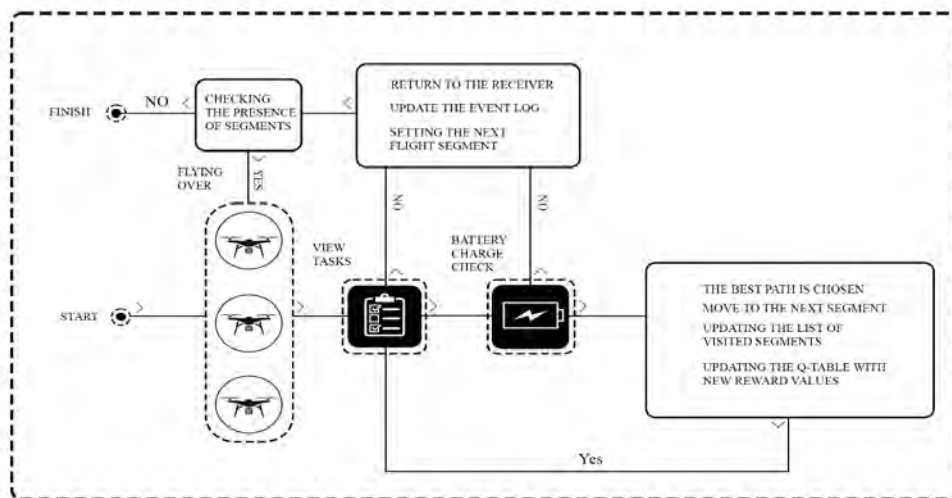 RETURN TO THE RECEIVER
UPDATE THE EVENT LOG
SETTING THE NEXT
FLIGHT SEGMENT
FINISIT
NO
CHECKING
THE PRESENCE
OF SEGMENTS
FLYING
OVER
YES
NO
NO
VIEW
TASKS
BATTERY
CHARGE
CHECK
START
THE BEST PATH IS CHOSEN
MOVE TO THE NEXT SEGMENT
UPDATING THE LIST OF
VISITED SEGMENTS
UPDATING THE Q-TABLE WITH
NEW REWARD VALUES
Yes